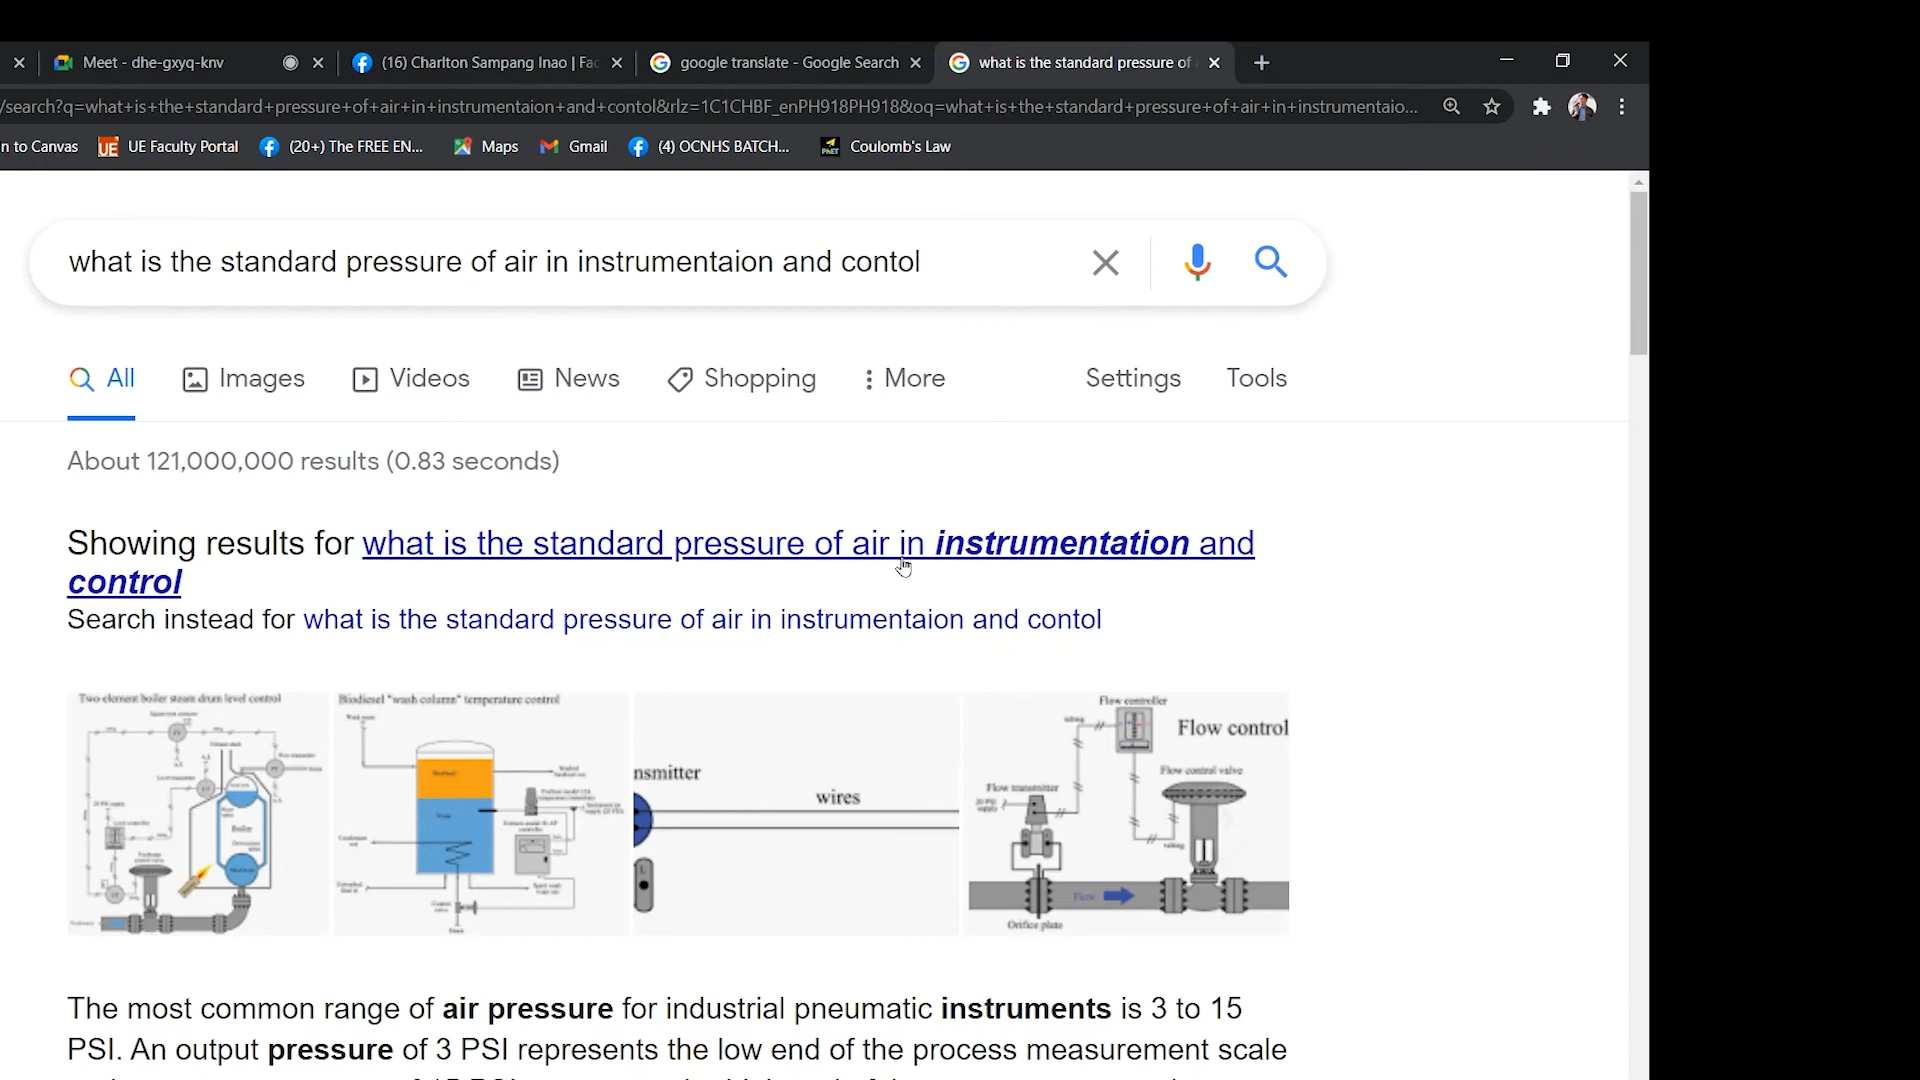 Meet - dhe-gxyq-knv
(16) Charlton Sampang Inao | Fac
google translate - Google Search
what is the standard pressure of
/search?q=what+is+the+standard+pressure+of+air+in+instrumentaion+and+contol&rlz=1C1CHBF_enPH918PH918&oq=what+is+the+standard+pressure+of+air+in+instrumentaio...
n to Canvas
UE Faculty Portal
(20+) The FREE EN...
Maps
Gmail
(4) OCNHS BATCH...
Coulomb's Law
what is the standard pressure of air in instrumentaion and contol
All Images Videos News Shopping More Settings Tools
About 121,000,000 results (0.83 seconds)
Showing results for what is the standard pressure of air in instrumentation and
control
Search instead for what is the standard pressure of air in instrumentaion and contol
Two-element boiler steam drum level control
Biodiesel "wash column" temperature control
nsmitter
wires
Flow controller
Flow control
Flow transmitter
Flow control valve
tubing
20 PSI
supply
tubing
Flow
Orifice plate
Boiler
The most common range of air pressure for industrial pneumatic instruments is 3 to 15
PSI. An output pressure of 3 PSI represents the low end of the process measurement scale